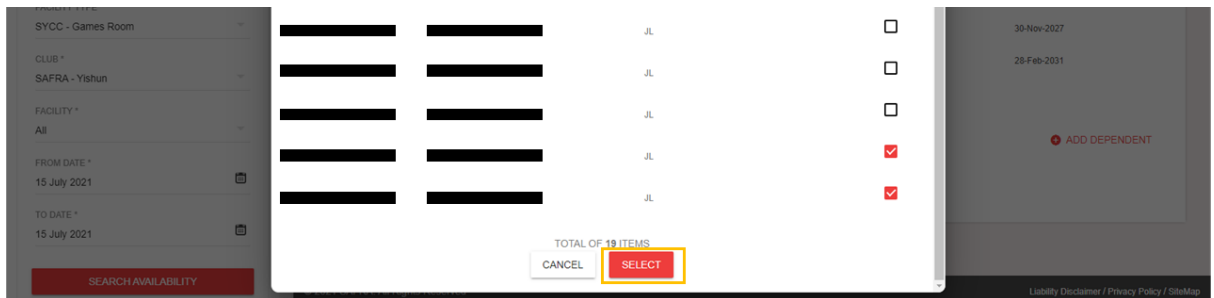 SYCC - Games Room
CLUB *
SAFRA - Yishun
FACILITY *
All
FROM DATE *
15 July 2021
TO DATE *
15 July 2021
SEARCH AVAILABILITY
JL
JL
JL
JL
JL
TOTAL OF 19 ITEMS
CANCEL
SELECT
30-Nov-2027
28-Feb-2031
ADD DEPENDENT
Liability Disclaimer / Privacy Policy / SiteMap